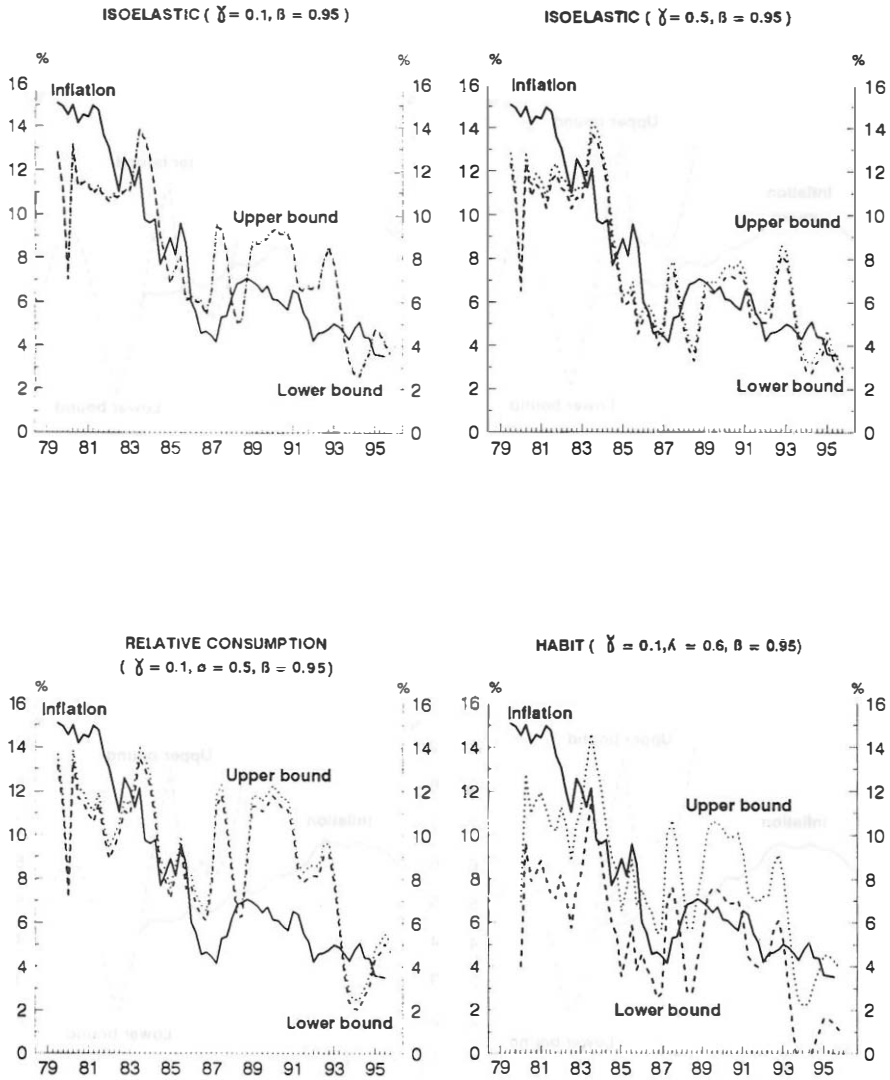 ISOELASTIC ( ɣ = 0.1, ß = 0.95 )
% %
Inflation
Upper bound
Lower bound
16 14 12 10 8 6 4 2 0
16 14 12 10 8 6 4 2 0
79 81 83 85 87 89 91 93 95
ISOELASTIC ( ɣ = 0.5, ß = 0.95 )
% %
Inflation
Upper bound
Lower bound
16 14 12 10 8 6 4 2 0
16 14 12 10 8 6 4 2 0
79 81 83 85 87 89 91 93 95
RELATIVE CONSUMPTION
( ɣ = 0.1, σ = 0.5, ß = 0.95)
% %
Inflation
Upper bound
Lower bound
16 14 12 10 8 6 4 2 0
16 14 12 10 8 6 4 2 0
79 81 83 85 87 89 91 93 95
HABIT ( ɣ = 0.1, ʎ = 0.6, ß = 0.95)
% %
Inflation
Upper bound
Lower bound
16 14 12 10 8 6 4 2 0
16 14 12 10 8 6 4 2 0
79 81 83 85 87 89 91 93 95